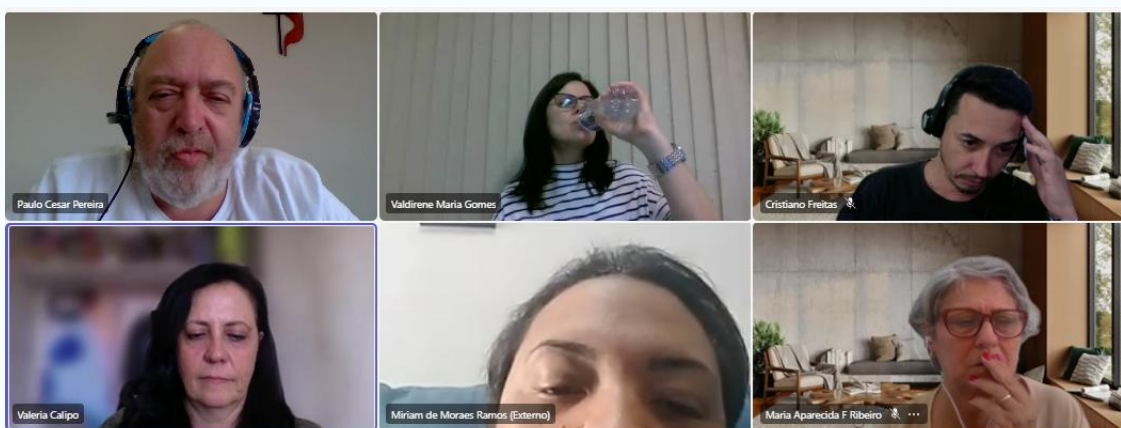 Paulo Cesar Pereira
Valdirene Maria Gomes
Cristiano Freitas
Valeria Calipo
Miriam de Moraes Ramos (Externo)
Maria Aparecida F Ribeiro